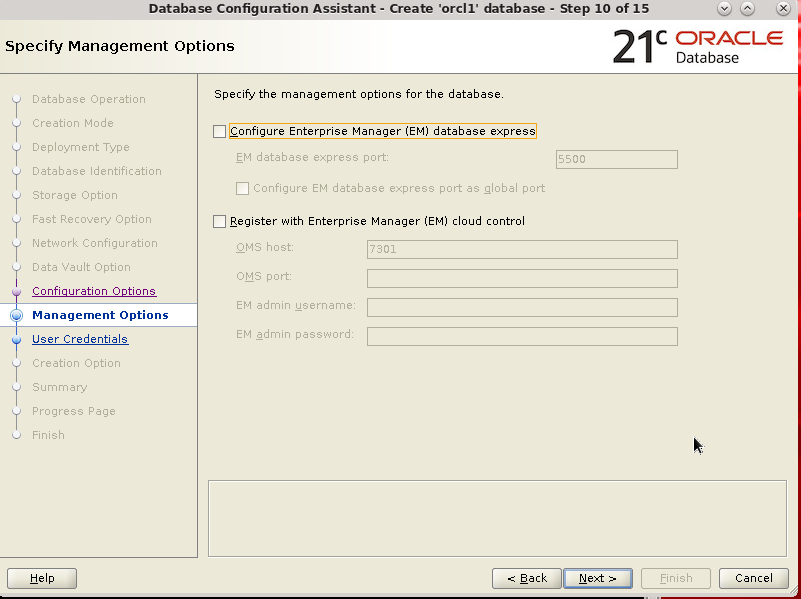 Database Configuration Assistant - Create 'orcl1' database - Step 10 of 15
Specify Management Options
21c ORACLE
Database
Database Operation
Creation Mode
Deployment Type
Database Identification
Storage Option
Fast Recovery Option
Network Configuration
Data Vault Option
Configuration Options
Management Options
User Credentials
Creation Option
Summary
Progress Page
Finish
Specify the management options for the database.
Configure Enterprise Manager (EM) database express
EM database express port: 5500
Configure EM database express port as global port
Register with Enterprise Manager (EM) cloud control
OMS host: 7301
OMS port:
EM admin username:
EM admin password:
Help < Back Next > Finish Cancel